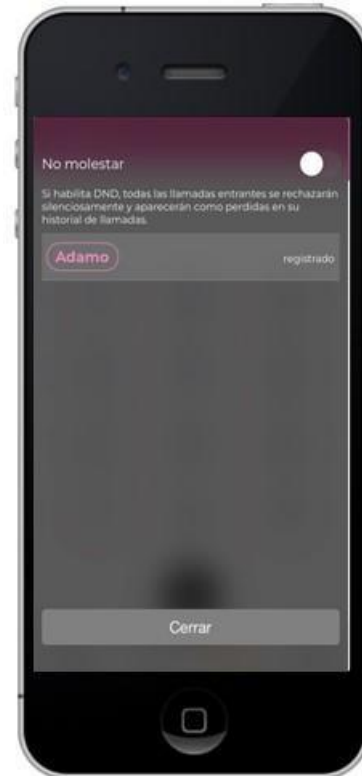 No molestar
Si habilita DND, todas las llamadas entrantes se rechazarán
silenciosamente y aparecerán como perdidas en su
historial de llamadas.
Adamo registrado
Cerrar